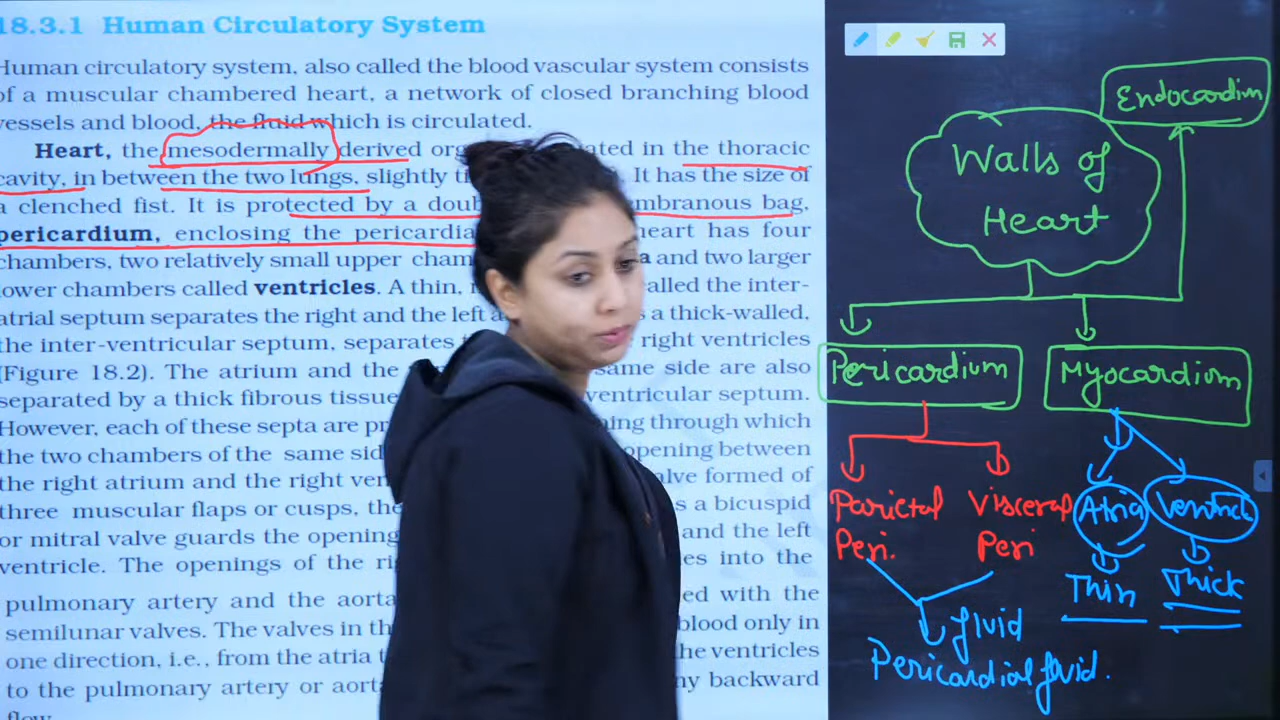 18.3.1 Human Circulatory System
Human circulatory system, also called the blood vascular system consists
of a muscular chambered heart, a network of closed branching blood
vessels and blood, the fluid which is circulated.
Heart, the mesodermally derived in the thoracic
cavity, in between the two lungs, slightly It has the size of
a clenched fist. It is protected by a membranous bag,
pericardium, enclosing the heart has four
chambers, two relatively small upper and two larger
lower chambers called ventricles. A thin, called the inter-
atrial septum separates the right and the left a thick-walled,
the inter-ventricular septum, separates right ventricles
(Figure 18.2). The atrium and the same side are also
separated by a thick fibrous tissue ventricular septum.
However, each of these septa are through which
the two chambers of the same opening between
the right atrium and the right formed of
three muscular flaps or cusps, a bicuspid
or mitral valve guards the opening and the left
ventricle. The openings of the into the
pulmonary artery and the with the
semilunar valves. The valves in blood only in
one direction, i.e., from the atria the ventricles
to the pulmonary artery or backward
flow.
Endocardium
Walls of
Heart
Pericardium Myocardium
Parietal Visceral Atria
Peri. Peri
Thin Thick
fluid
Pericardial fluid.